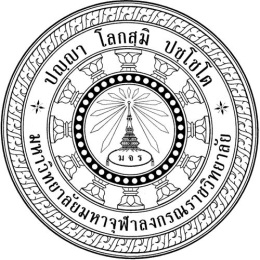 ปญฺญา โลกสฺมิ ปชฺโชโต
ม จ ร
มหาวิทยาลัยมหาจุฬาลงกรณราชวิทยาลัย